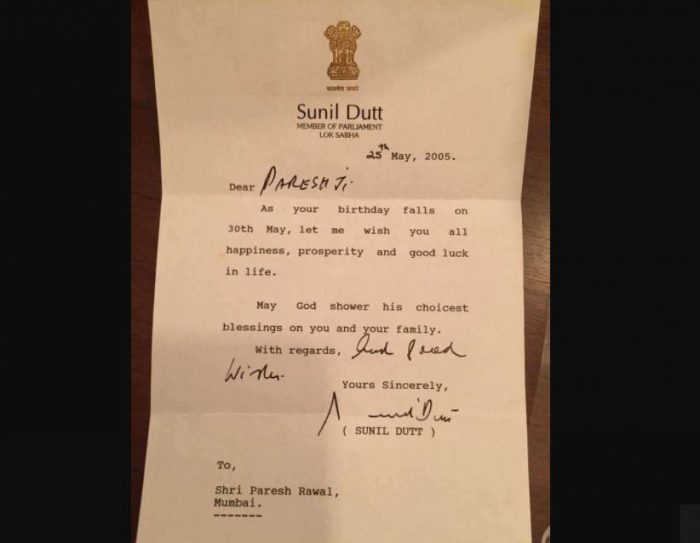 सत्यमेव जयते
Sunil Dutt
MEMBER OF PARLIAMENT
LOK SABHA
25th May, 2005.
Dear PARESH Ji.
As your birthday falls on
30th May, let me wish you all
happiness, prosperity and good luck
in life.
May God shower his choicest
blessings on you and your family.
With regards, And Good
Wishes.
Yours Sincerely,
Sunil Dutt
( SUNIL DUTT )
To,
Shri Paresh Rawal,
Mumbai.